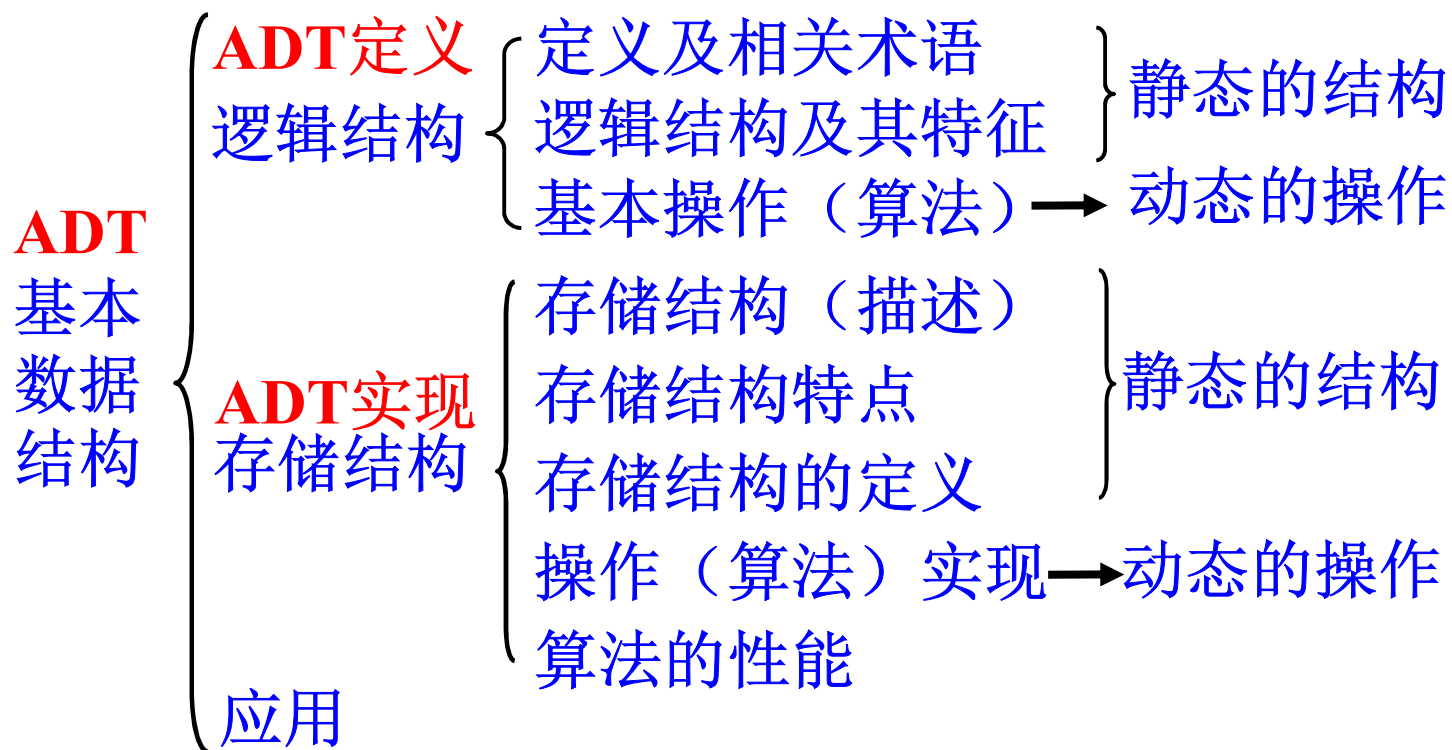 ADT
基本
数据
结构
ADT定义
逻辑结构
定义及相关术语
逻辑结构及其特征
基本操作（算法）
静态的结构
动态的操作
ADT实现
存储结构
存储结构（描述）
存储结构特点
存储结构的定义
操作（算法）实现
算法的性能
静态的结构
动态的操作
应用